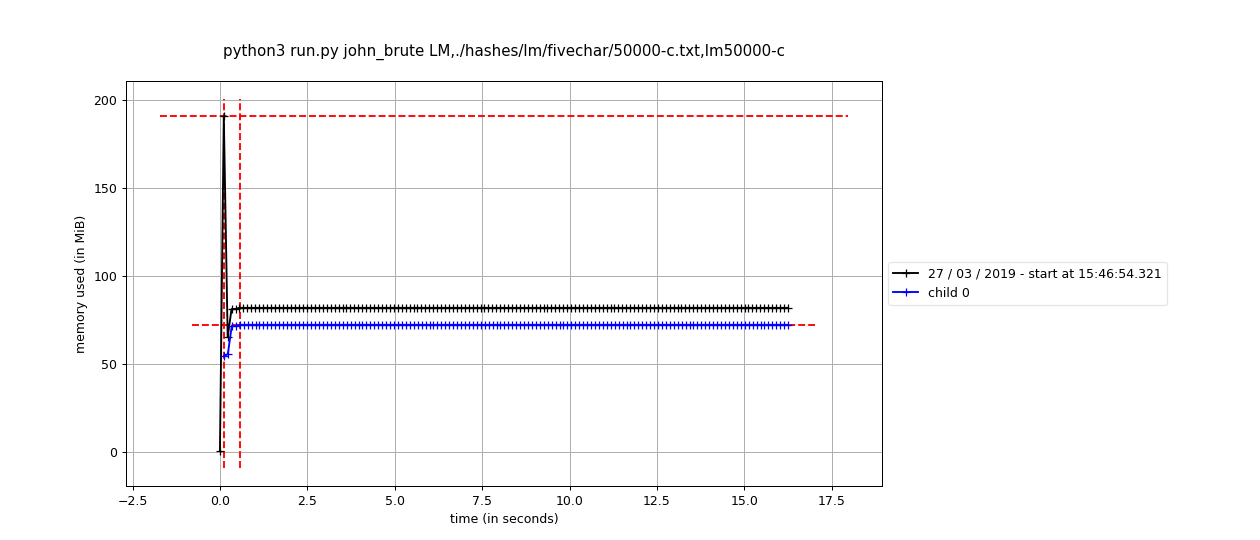 python3 run.py john_brute LM,./hashes/lm/fivechar/50000-c.txt,lm50000-c
200
150
100
50
0
memory used (in MiB)
−2.5 0.0 2.5 5.0 7.5 10.0 12.5 15.0 17.5
time (in seconds)
27 / 03 / 2019 - start at 15:46:54.321
child 0